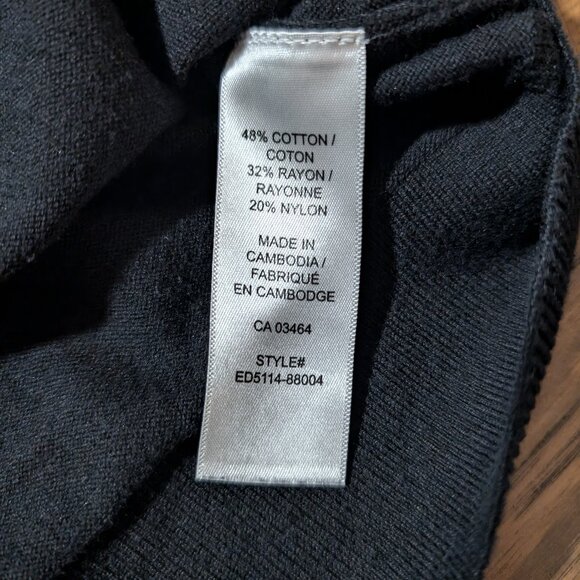 48% COTTON /
COTON
32% RAYON /
RAYONNE
20% NYLON
MADE IN
CAMBODIA /
FABRIQUÉ
EN CAMBODGE
CA 03464
STYLE#
ED5114-88004